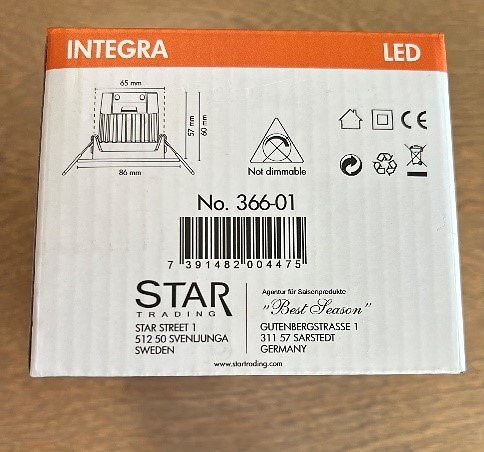 INTEGRA LED
65 mm
57 mm
60 mm
86 mm
Not dimmable
CE
No. 366-01
7 391482 004475
STAR
TRADING
STAR STREET 1
512 50 SVENLJUNGA
SWEDEN
Agentur für Saisonprodukte
"Best Season"
GUTENBERGSTRASSE 1
311 57 SARSTEDT
GERMANY
www.startrading.com